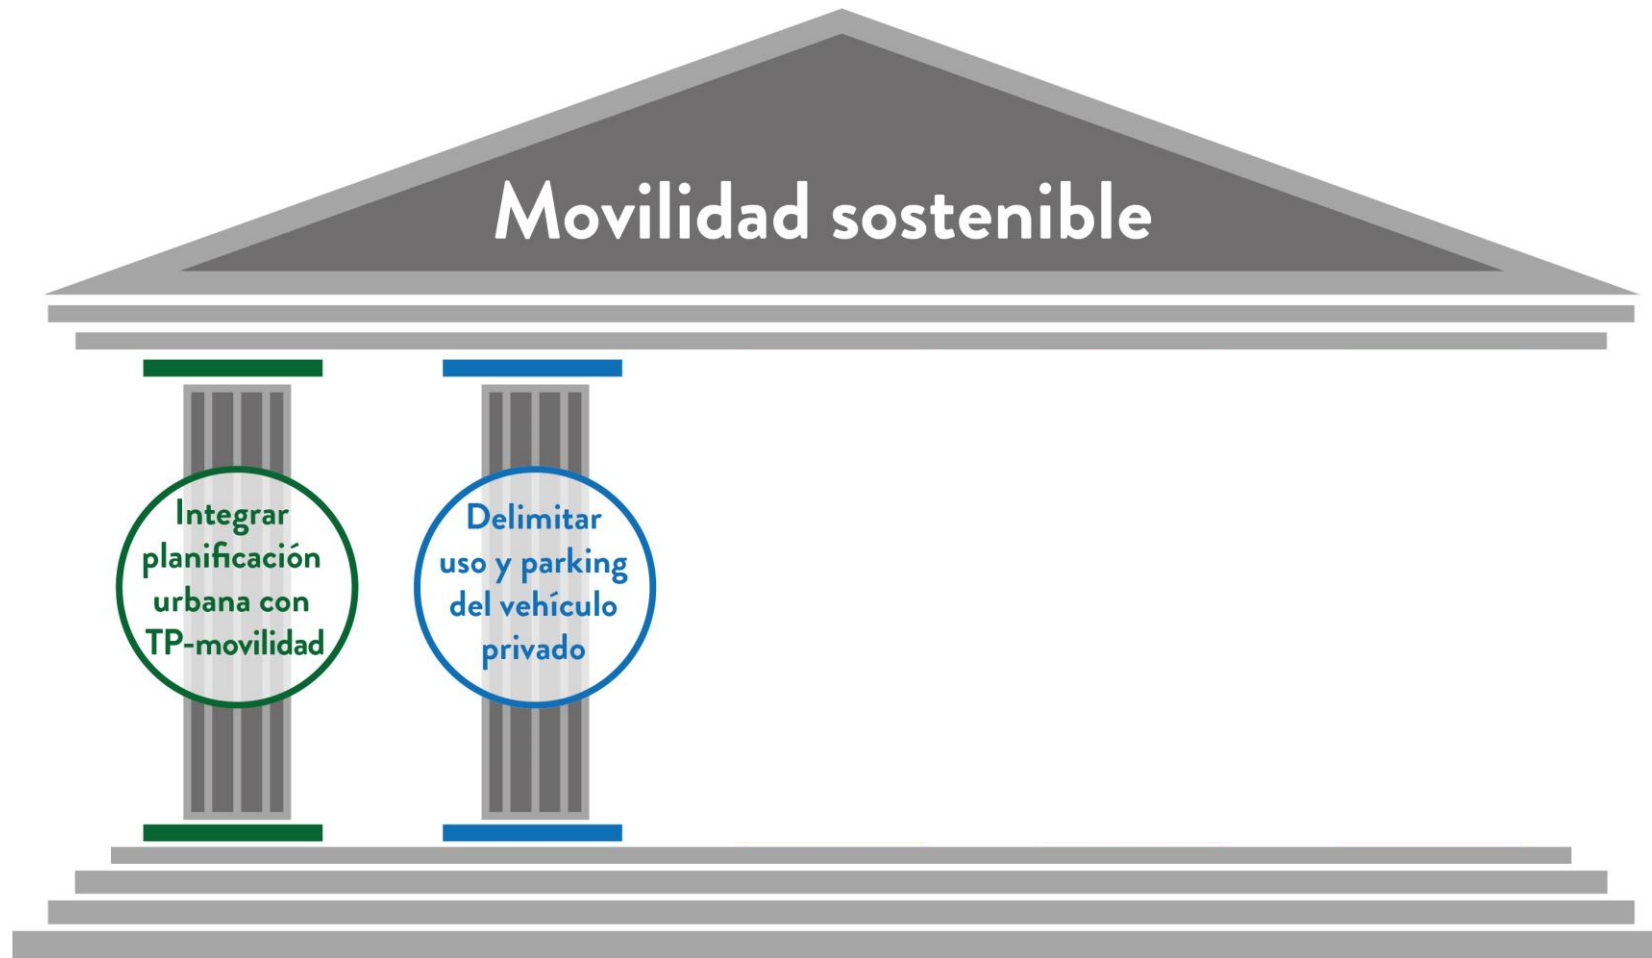 Movilidad sostenible
Integrar
planificación
urbana con
TP-movilidad
Delimitar
uso y parking
del vehículo
privado